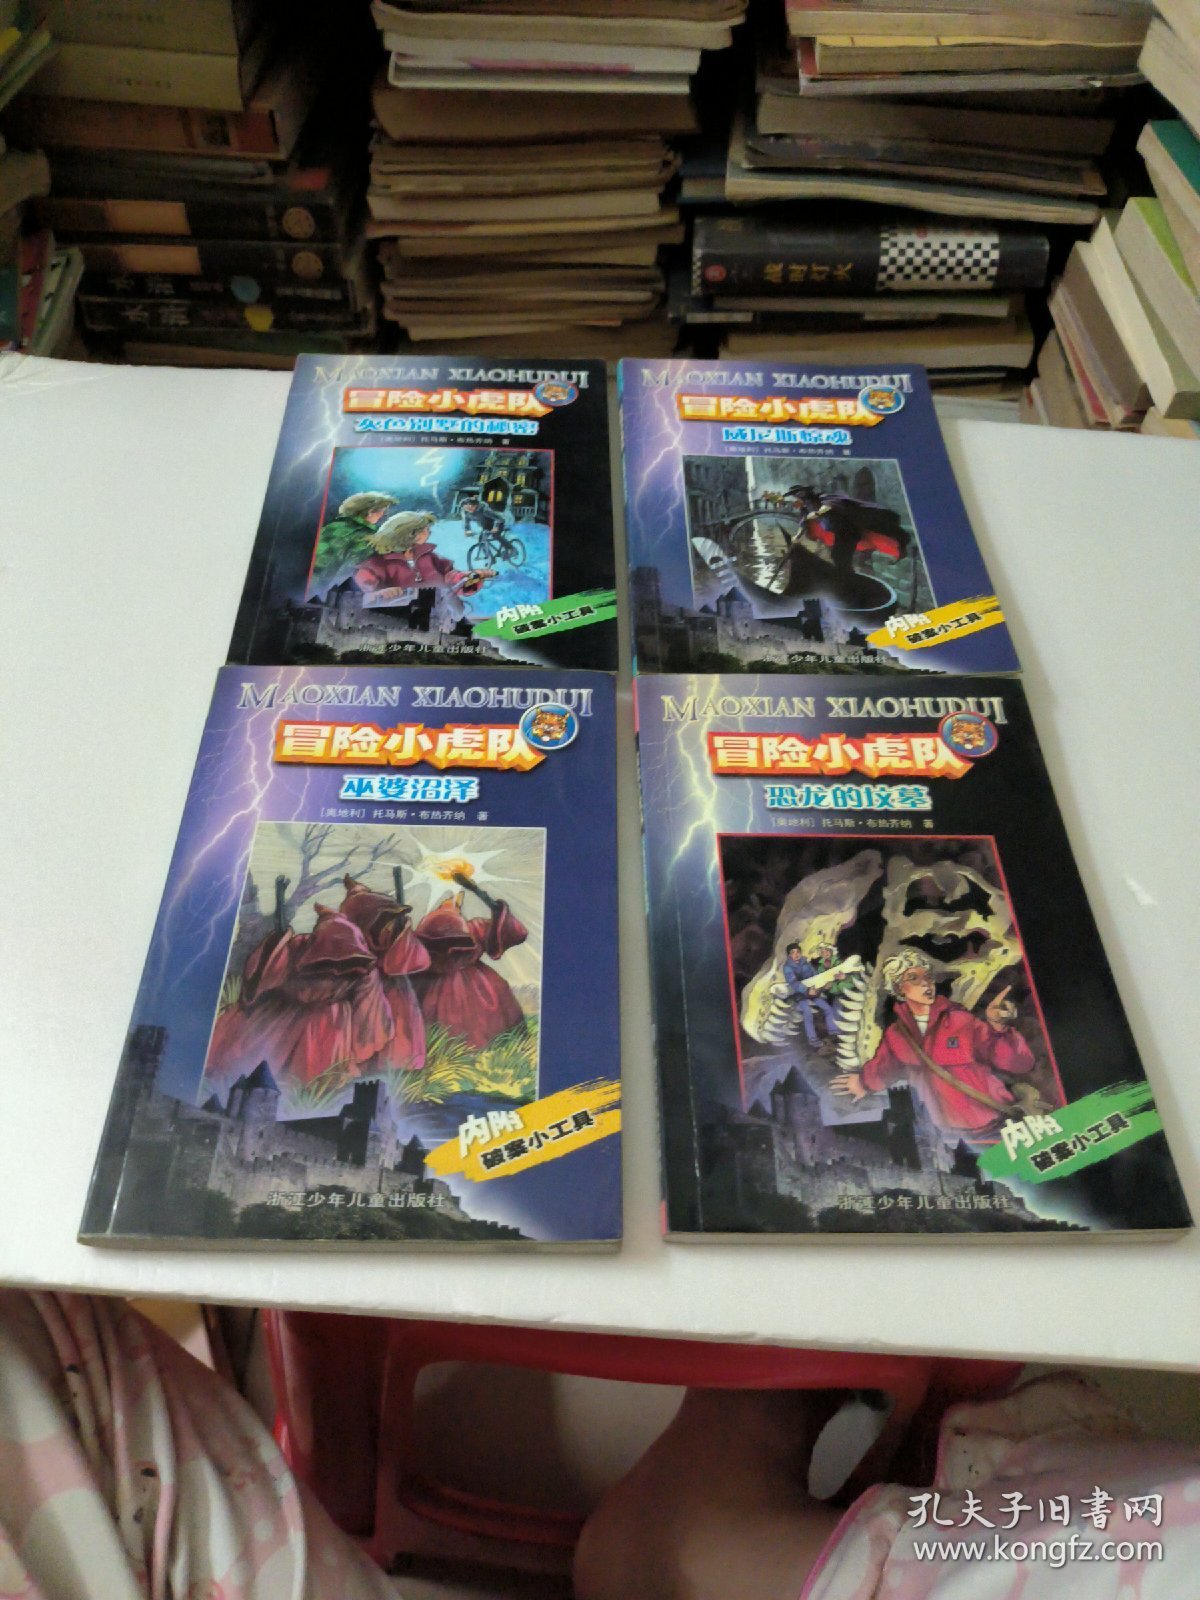 水浒
水浒
战时灯火
MAOXIAN XIAOHUDUI
冒险小虎队
灰色别墅的秘密
[奥地利] 托马斯·布热齐纳 著
内附
破案小工具
浙江少年儿童出版社
MAOXIAN XIAOHUDUI
冒险小虎队
威尼斯惊魂
[奥地利] 托马斯·布热齐纳 著
内附
破案小工具
浙江少年儿童出版社
MAOXIAN XIAOHUDUI
冒险小虎队
巫婆沼泽
[奥地利] 托马斯·布热齐纳 著
内附
破案小工具
浙江少年儿童出版社
MAOXIAN XIAOHUDUI
冒险小虎队
恐龙的坟墓
[奥地利] 托马斯·布热齐纳 著
内附
破案小工具
浙江少年儿童出版社
孔夫子旧书网
www.kongfz.com